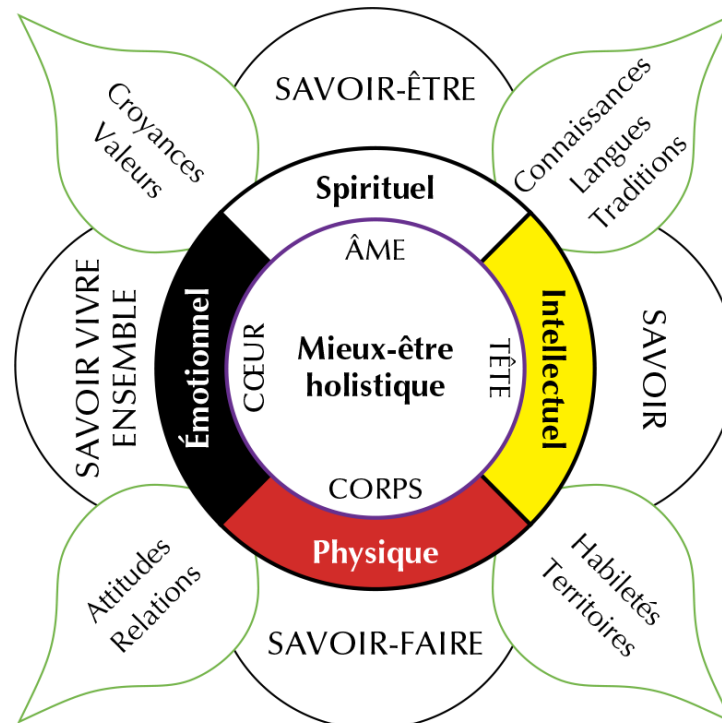 SAVOIR-ÊTRE
Croyances
Valeurs
Connaissances
Langues
Traditions
Spirituel
ÂME
SAVOIR VIVRE
ENSEMBLE
Émotionnel
CŒUR
Mieux-être
holistique
TÊTE
Intellectuel
SAVOIR
CORPS
Physique
Attitudes
Relations
Habiletés
Territoires
SAVOIR-FAIRE